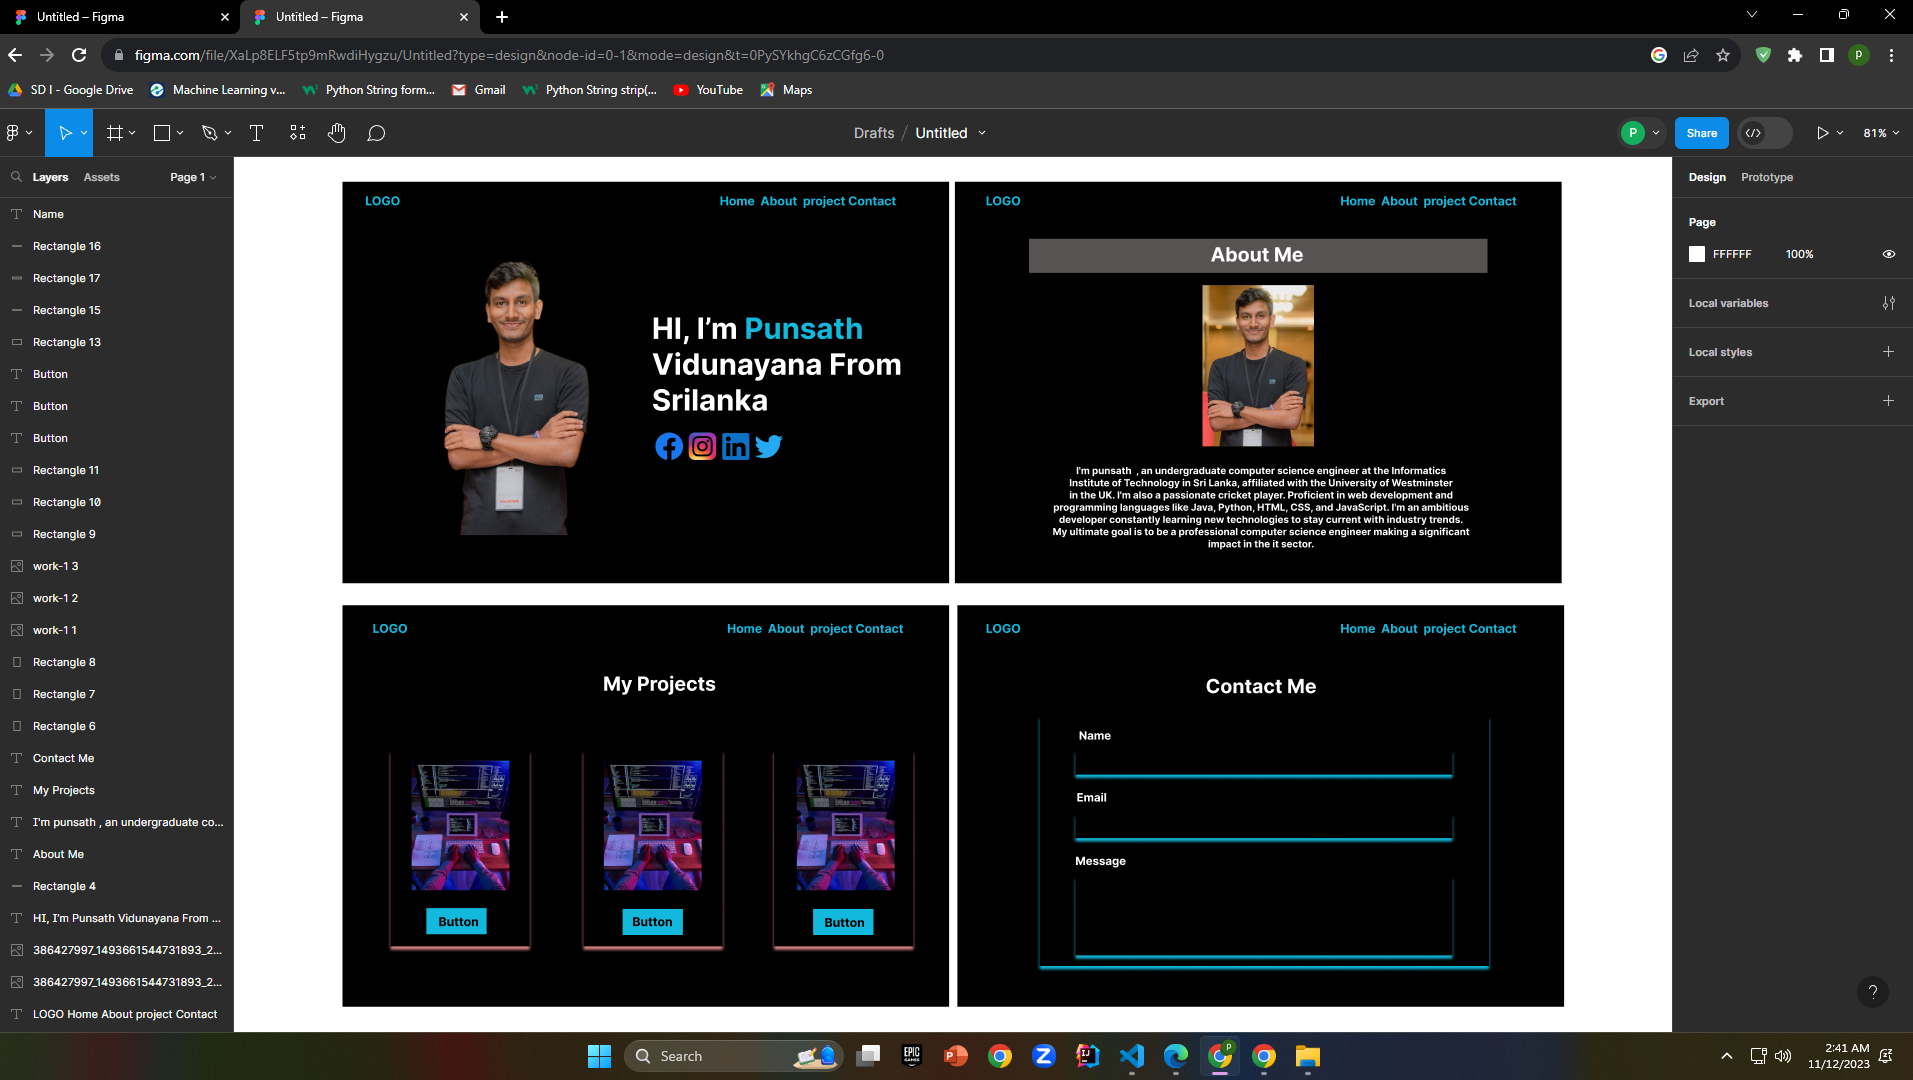 Untitled – Figma
Untitled – Figma
figma.com/file/XaLp8ELF5tp9mRwdiHygzu/Untitled?type=design&node-id=0-1&mode=design&t=0PySYkhgC6zCGfg6-0
P
SD I - Google Drive
Machine Learning v...
Python String form...
Gmail
Python String strip(...
YouTube
Maps
Drafts / Untitled
P
Share
81%
Layers
Assets
Page 1
Name
Rectangle 16
Rectangle 17
Rectangle 15
Rectangle 13
Button
Button
Button
Rectangle 11
Rectangle 10
Rectangle 9
work-1 3
work-1 2
work-1 1
Rectangle 8
Rectangle 7
Rectangle 6
Contact Me
My Projects
I'm punsath , an undergraduate co...
About Me
Rectangle 4
HI, I'm Punsath Vidunayana From ...
386427997_1493661544731893_2...
386427997_1493661544731893_2...
LOGO Home About project Contact
LOGO
Home About project Contact
HI, I'm Punsath
Vidunayana From
Srilanka
LOGO
Home About project Contact
About Me
I'm punsath , an undergraduate computer science engineer at the Informatics
Institute of Technology in Sri Lanka, affiliated with the University of Westminster
in the UK. I'm also a passionate cricket player. Proficient in web development and
programming languages like Java, Python, HTML, CSS, and JavaScript. I'm an ambitious
developer constantly learning new technologies to stay current with industry trends.
My ultimate goal is to be a professional computer science engineer making a significant
impact in the it sector.
LOGO
Home About project Contact
My Projects
Button
Button
Button
LOGO
Home About project Contact
Contact Me
Name
Email
Message
Design
Prototype
Page
FFFFFF
100%
Local variables
Local styles
Export
?
Search
EPIC
GAMES
2:41 AM
11/12/2023